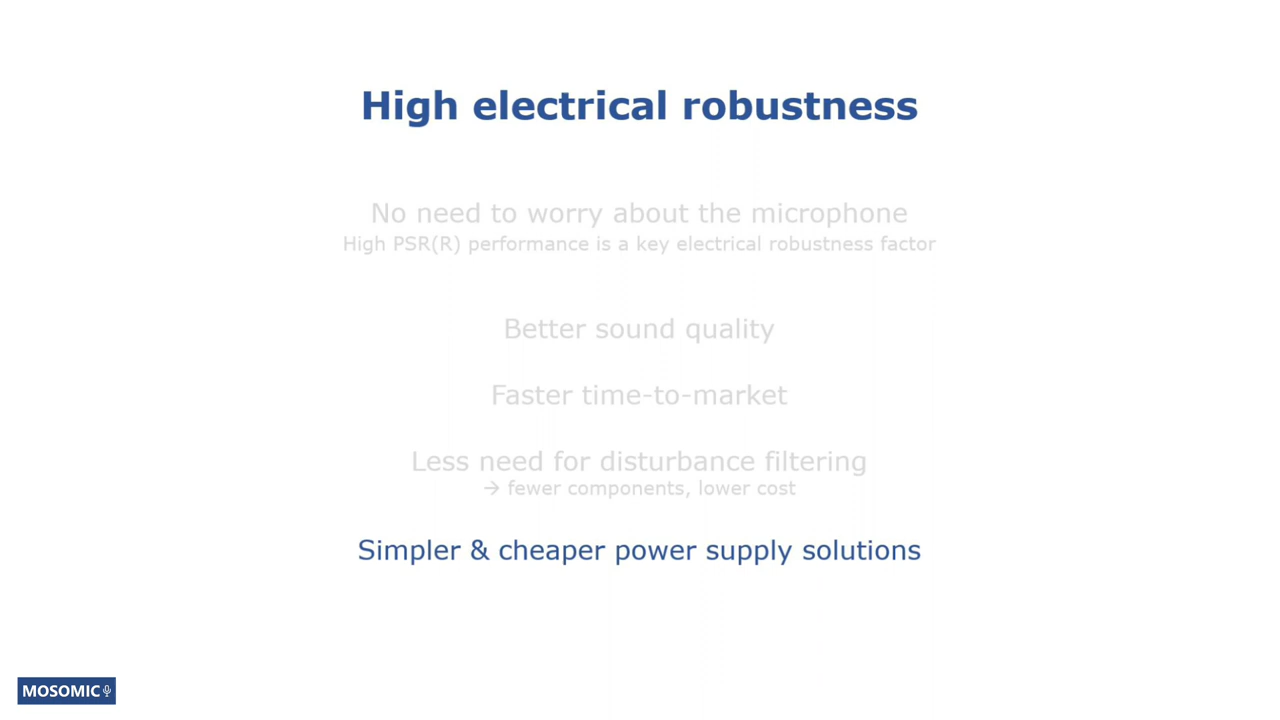 High electrical robustness
No need to worry about the microphone
High PSR(R) performance is a key electrical robustness factor
Better sound quality
Faster time-to-market
Less need for disturbance filtering
→ fewer components, lower cost
Simpler & cheaper power supply solutions
MOSOMIC